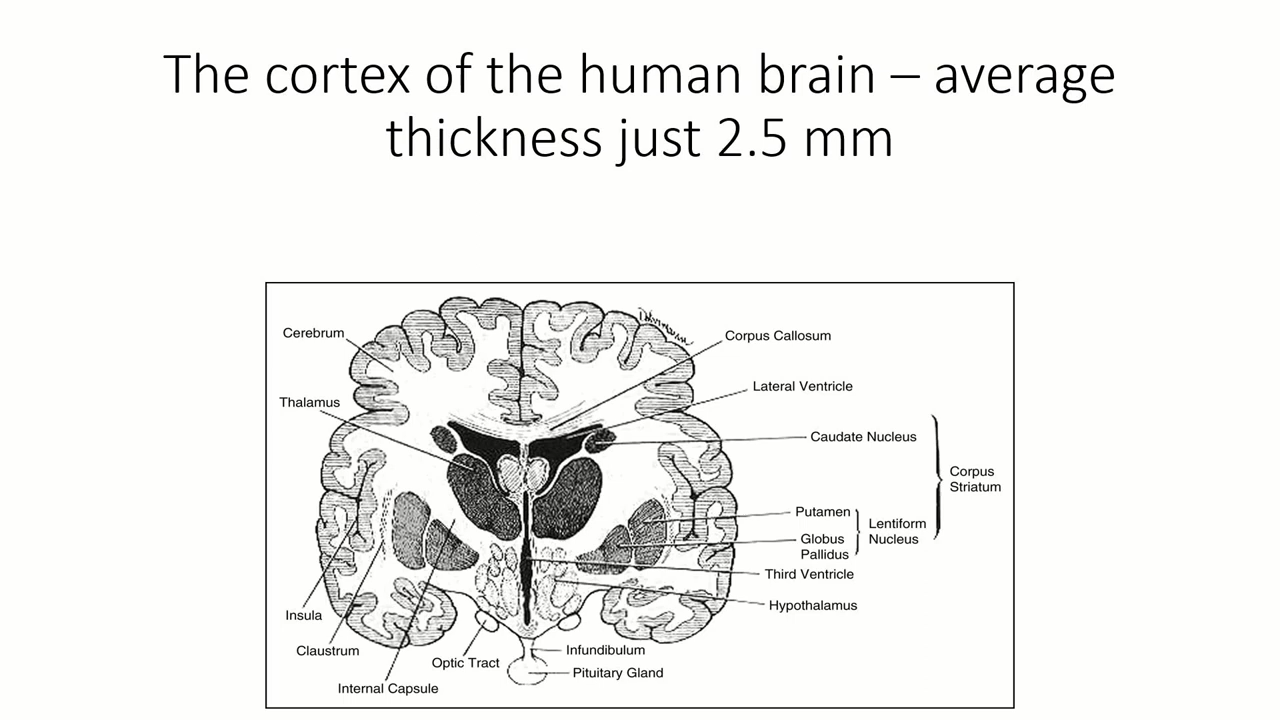 The cortex of the human brain – average
thickness just 2.5 mm
Cerebrum
Corpus Callosum
Lateral Ventricle
Thalamus
Caudate Nucleus
Corpus
Striatum
Putamen
Lentiform
Nucleus
Globus
Pallidus
Third Ventricle
Hypothalamus
Insula
Claustrum
Infundibulum
Optic Tract
Pituitary Gland
Internal Capsule